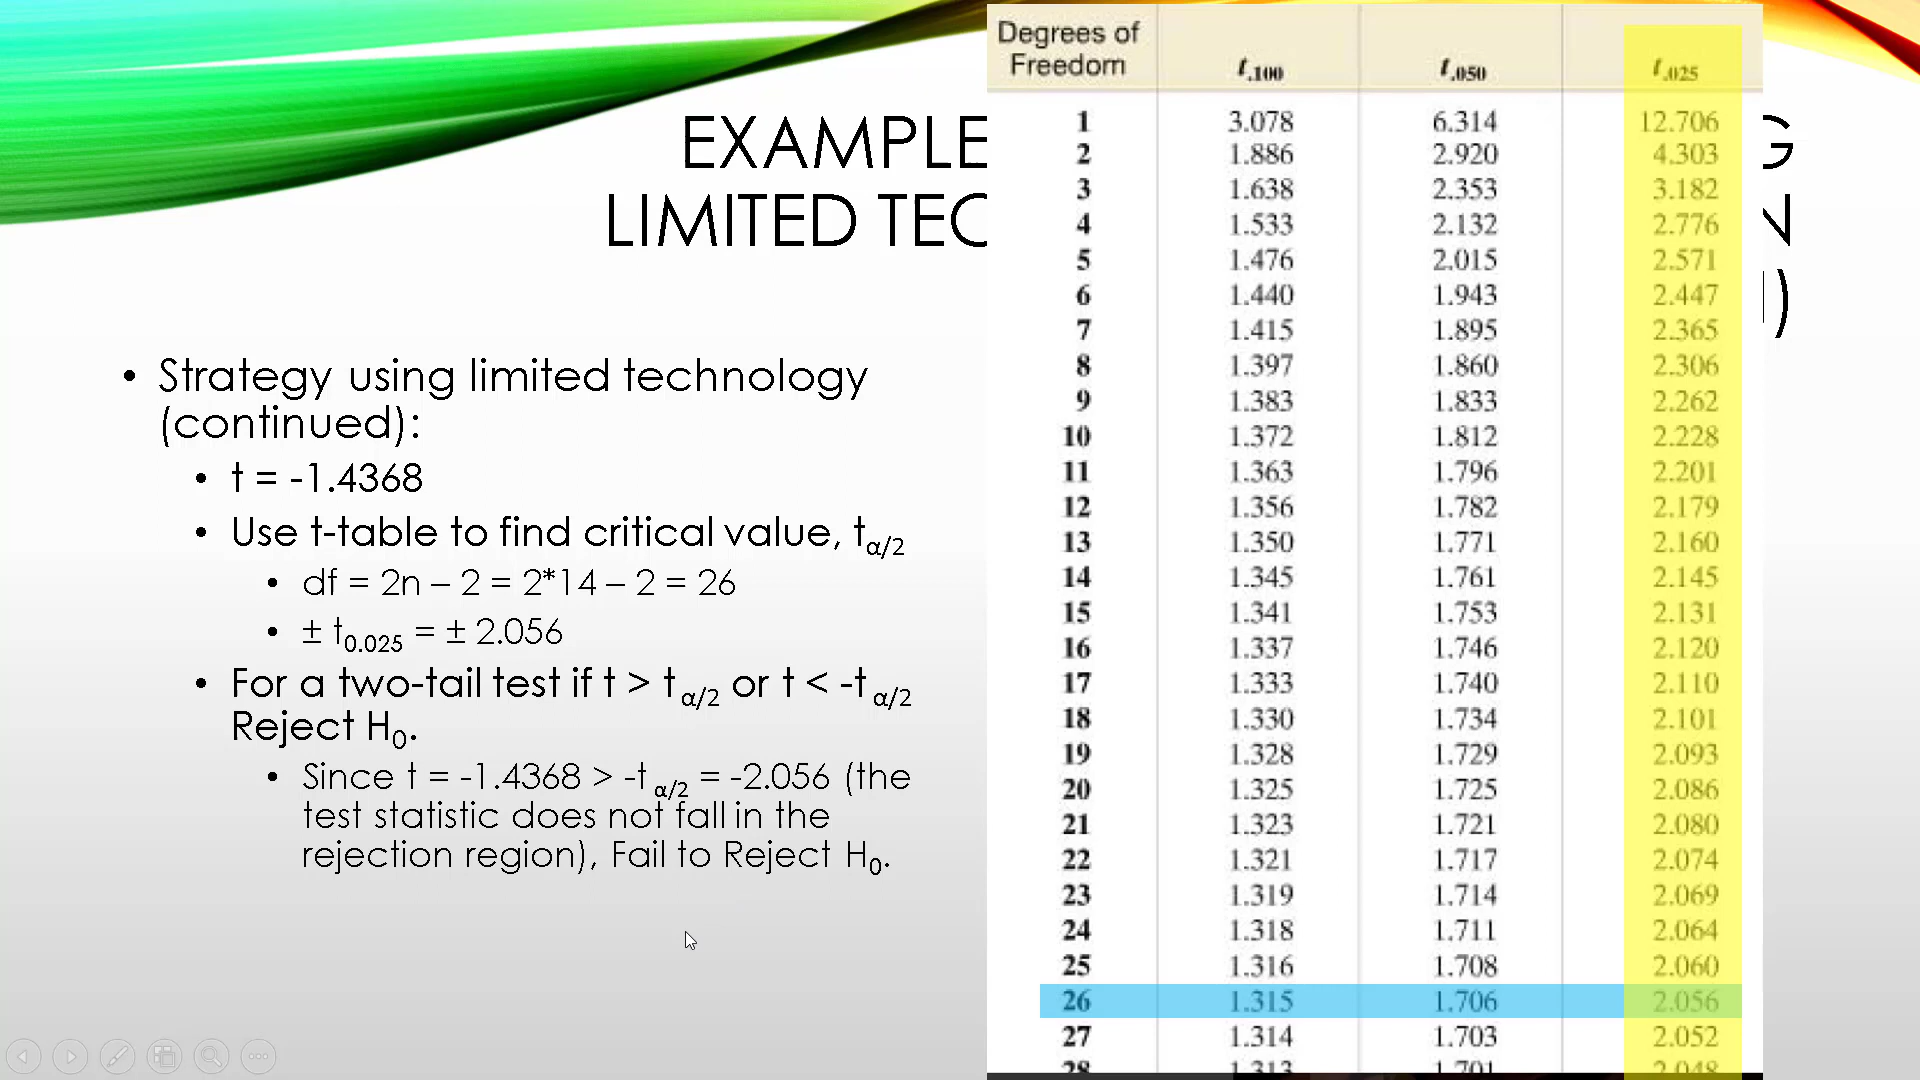 EXAMPLE
LIMITED TEC
• Strategy using limited technology
(continued):
• t = -1.4368
• Use t-table to find critical value, tα/2
• df = 2n – 2 = 2*14 – 2 = 26
• ± t0.025 = ± 2.056
• For a two-tail test if t > t α/2 or t < -t α/2
Reject H0.
• Since t = -1.4368 > -t α/2 = -2.056 (the
test statistic does not fall in the
rejection region), Fail to Reject H0.
Degrees of
Freedom t.100 t.050 t.025
1 3.078 6.314 12.706
2 1.886 2.920 4.303
3 1.638 2.353 3.182
4 1.533 2.132 2.776
5 1.476 2.015 2.571
6 1.440 1.943 2.447
7 1.415 1.895 2.365
8 1.397 1.860 2.306
9 1.383 1.833 2.262
10 1.372 1.812 2.228
11 1.363 1.796 2.201
12 1.356 1.782 2.179
13 1.350 1.771 2.160
14 1.345 1.761 2.145
15 1.341 1.753 2.131
16 1.337 1.746 2.120
17 1.333 1.740 2.110
18 1.330 1.734 2.101
19 1.328 1.729 2.093
20 1.325 1.725 2.086
21 1.323 1.721 2.080
22 1.321 1.717 2.074
23 1.319 1.714 2.069
24 1.318 1.711 2.064
25 1.316 1.708 2.060
26 1.315 1.706 2.056
27 1.314 1.703 2.052
28 1.313 1.701 2.048